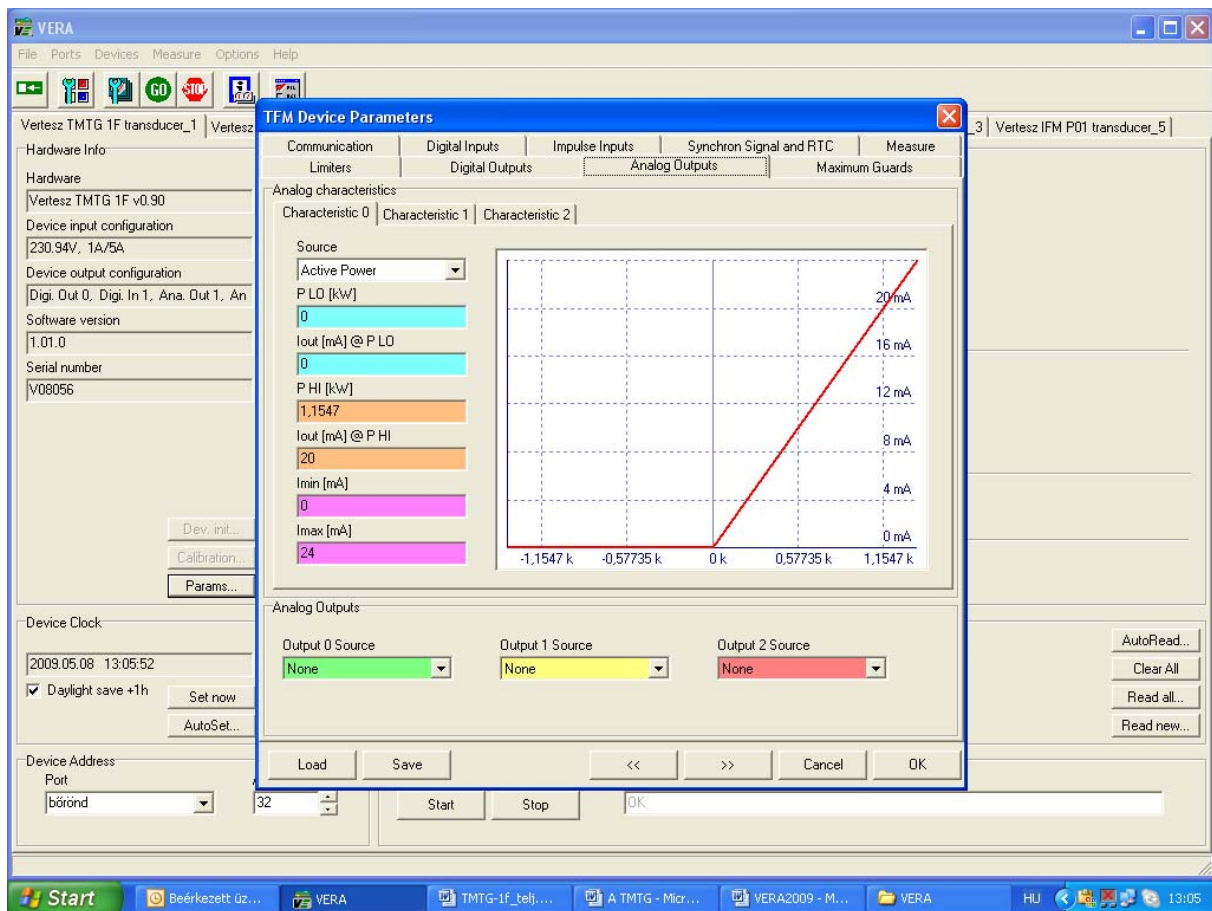 VERA
File Ports Devices Measure Options Help
GO STOP
Vertesz TMTG 1F transducer_1 Vertesz _3 Vertesz IFM P01 transducer_5
Hardware Info
Hardware
Vertesz TMTG 1F v0.90
Device input configuration
230.94V, 1A/5A
Device output configuration
Digi. Out 0, Digi. In 1, Ana. Out 1, An
Software version
1.01.0
Serial number
V08056
Dev. init...
Calibration...
Params...
Device Clock
2009.05.08 13:05:52
Daylight save +1h
Set now
AutoSet...
Device Address
Port
bőrönd
32
TFM Device Parameters
Communication Digital Inputs Impulse Inputs Synchron Signal and RTC Measure
Limiters Digital Outputs Analog Outputs Maximum Guards
Analog characteristics
Characteristic 0 Characteristic 1 Characteristic 2
Source
Active Power
P LO [kW]
0
Iout [mA] @ P LO
0
P HI [kW]
1,1547
Iout [mA] @ P HI
20
Imin [mA]
0
Imax [mA]
24
20 mA
16 mA
12 mA
8 mA
4 mA
0 mA
-1,1547 k -0,57735 k 0 k 0,57735 k 1,1547 k
Analog Outputs
Output 0 Source Output 1 Source Output 2 Source
None None None
Load Save << >> Cancel OK
Start Stop OK
AutoRead...
Clear All
Read all...
Read new...
Start Beérkezett üz... VERA TMTG-1f_telj.... A TMTG - Micr... VERA2009 - M... VERA HU 13:05